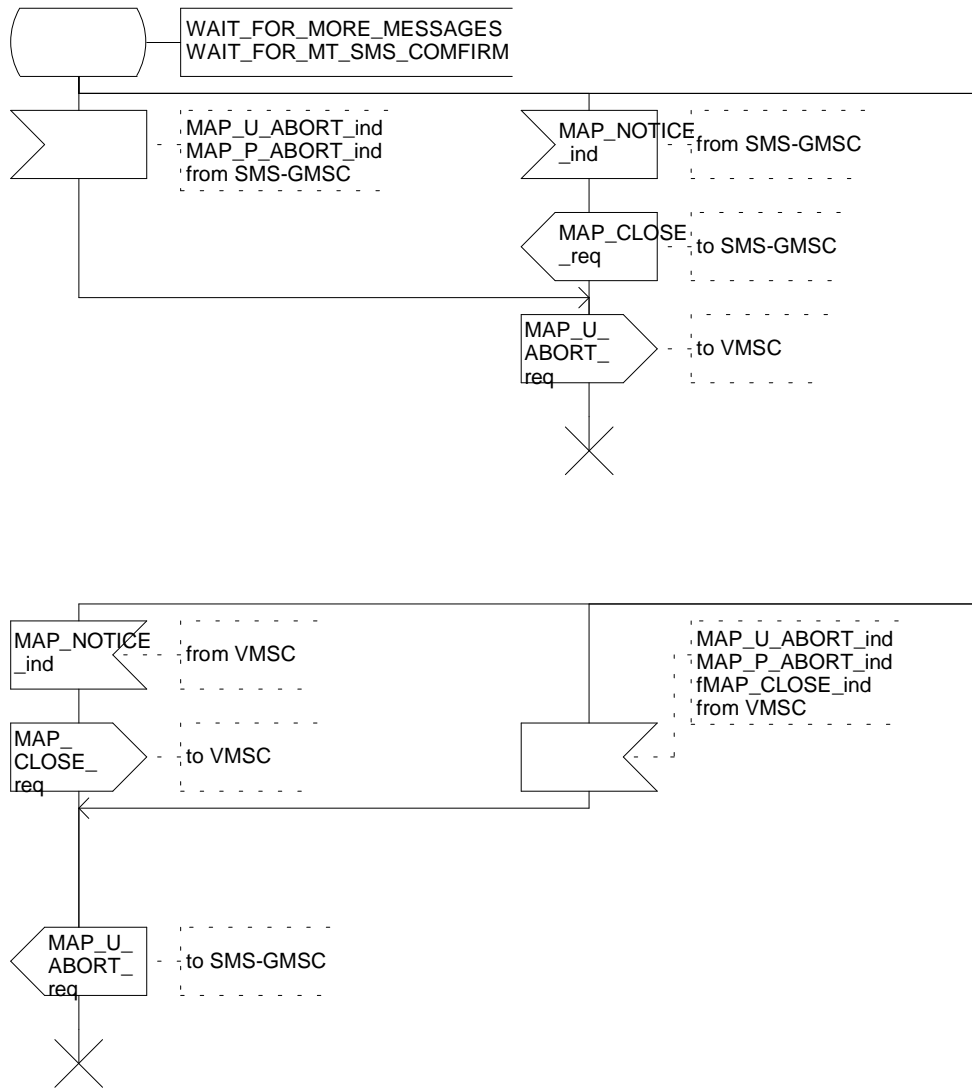 WAIT_FOR_MORE_MESSAGES
WAIT_FOR_MT_SMS_COMFIRM
MAP_U_ABORT_ind
MAP_P_ABORT_ind
from SMS-GMSC
MAP_NOTICE
_ind
from SMS-GMSC
MAP_CLOSE
_req
to SMS-GMSC
MAP_U_
ABORT_
req
to VMSC
MAP_NOTICE
_ind
from VMSC
MAP_U_ABORT_ind
MAP_P_ABORT_ind
fMAP_CLOSE_ind
from VMSC
MAP_
CLOSE_
req
to VMSC
MAP_U_
ABORT_
req
to SMS-GMSC